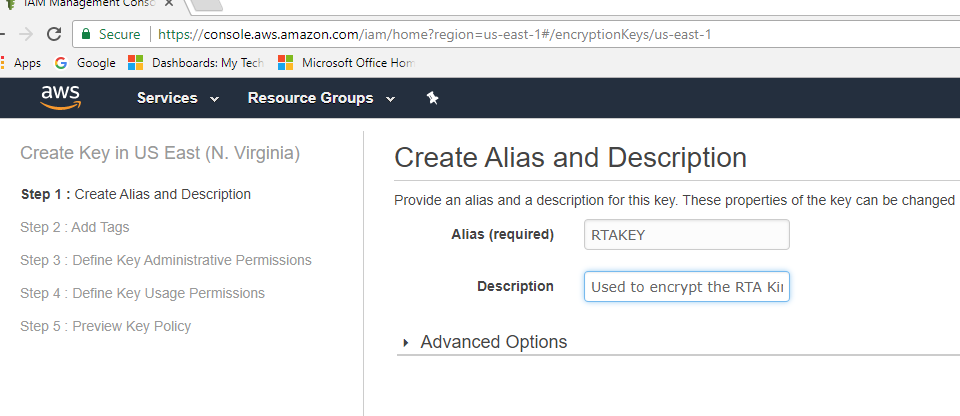 IAM Management Conso
Secure https://console.aws.amazon.com/iam/home?region=us-east-1#/encryptionKeys/us-east-1
Apps Google Dashboards: My Tech Microsoft Office Hom
aws Services Resource Groups
Create Key in US East (N. Virginia)
Step 1 : Create Alias and Description
Step 2 : Add Tags
Step 3 : Define Key Administrative Permissions
Step 4 : Define Key Usage Permissions
Step 5 : Preview Key Policy
Create Alias and Description
Provide an alias and a description for this key. These properties of the key can be changed
Alias (required) RTAKEY
Description Used to encrypt the RTA Kin
Advanced Options